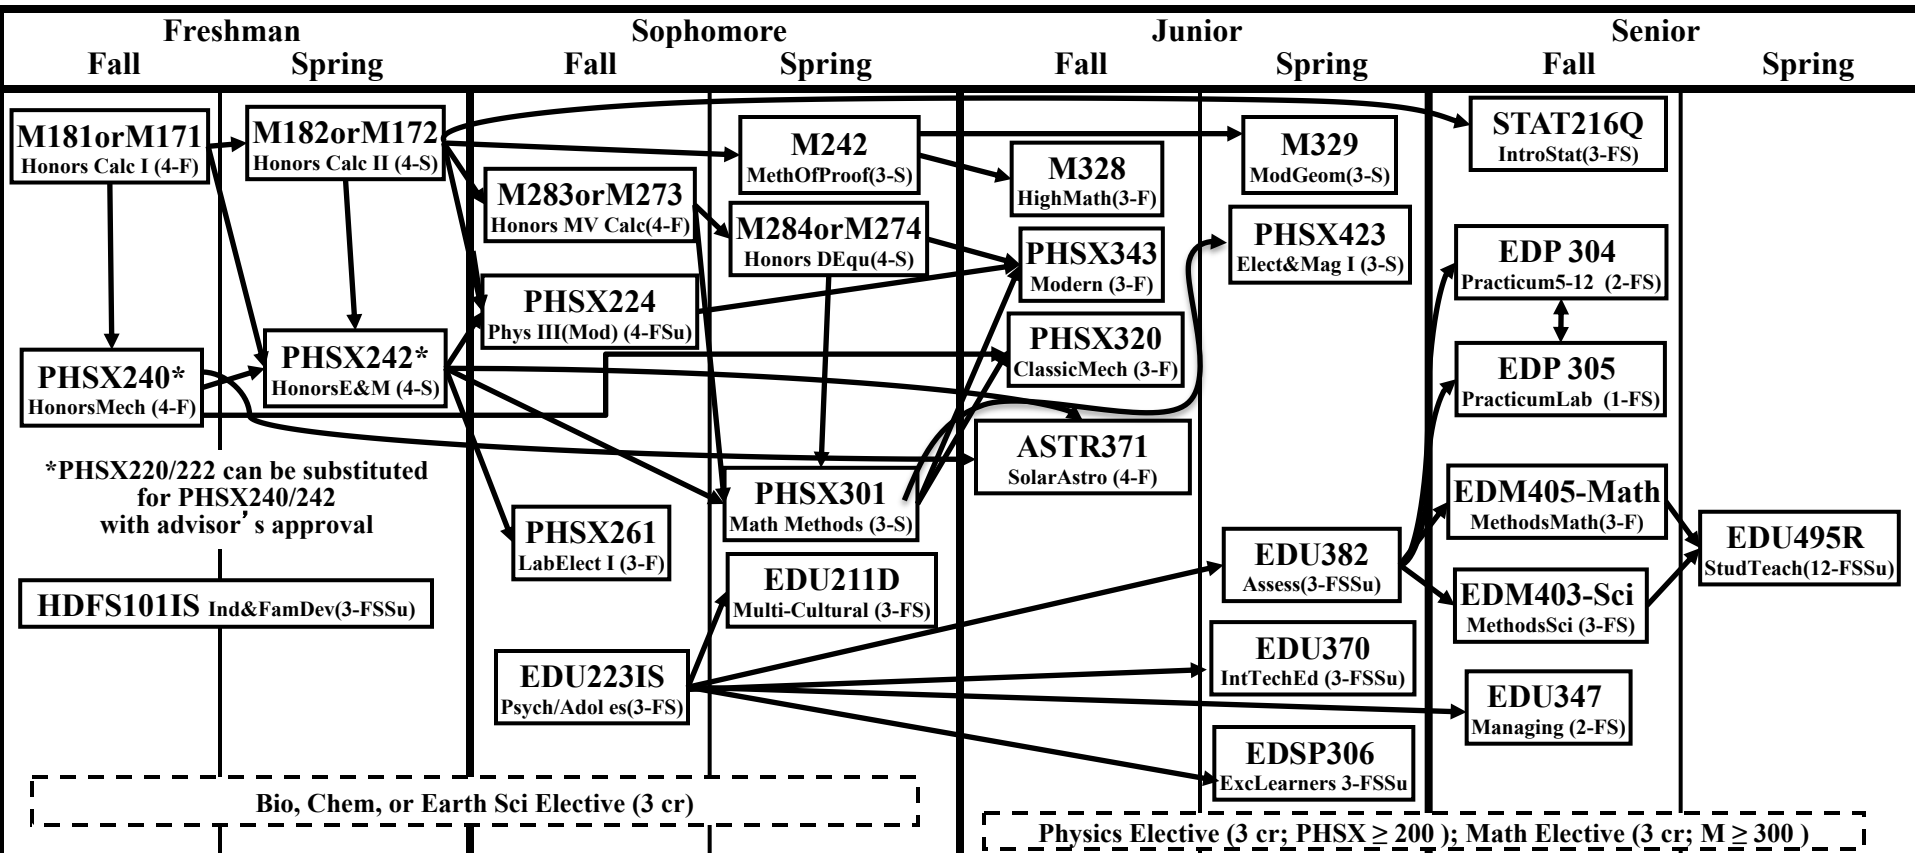 Freshman
Sophomore
Junior
Senior
Fall
Spring
Fall
Spring
Fall
Spring
Fall
Spring
M181orM171
Honors Calc I (4-F)
PHSX240*
HonorsMech (4-F)
M182orM172
Honors Calc II (4-S)
PHSX242*
HonorsE&M (4-S)
*PHSX220/222 can be substituted
for PHSX240/242
with advisor's approval
HDFS101IS Ind&FamDev(3-FSSu)
M283orM273
Honors MV Calc(4-F)
PHSX224
Phys III(Mod) (4-FSu)
PHSX261
LabElect I (3-F)
EDU223IS
Psych/Adol es(3-FS)
M242
MethOfProof(3-S)
M284orM274
Honors DEqu(4-S)
PHSX301
Math Methods (3-S)
EDU211D
Multi-Cultural (3-FS)
M328
HighMath(3-F)
PHSX343
Modern (3-F)
PHSX320
ClassicMech (3-F)
ASTR371
SolarAstro (4-F)
M329
ModGeom(3-S)
PHSX423
Elect&Mag I (3-S)
EDU382
Assess(3-FSSu)
EDU370
IntTechEd (3-FSSu)
EDSP306
ExcLearners 3-FSSu
STAT216Q
IntroStat(3-FS)
EDP 304
Practicum5-12 (2-FS)
EDP 305
PracticumLab (1-FS)
EDM405-Math
MethodsMath(3-F)
EDM403-Sci
MethodsSci (3-FS)
EDU347
Managing (2-FS)
EDU495R
StudTeach(12-FSSu)
Bio, Chem, or Earth Sci Elective (3 cr)
Physics Elective (3 cr; PHSX ≥ 200 ); Math Elective (3 cr; M ≥ 300 )